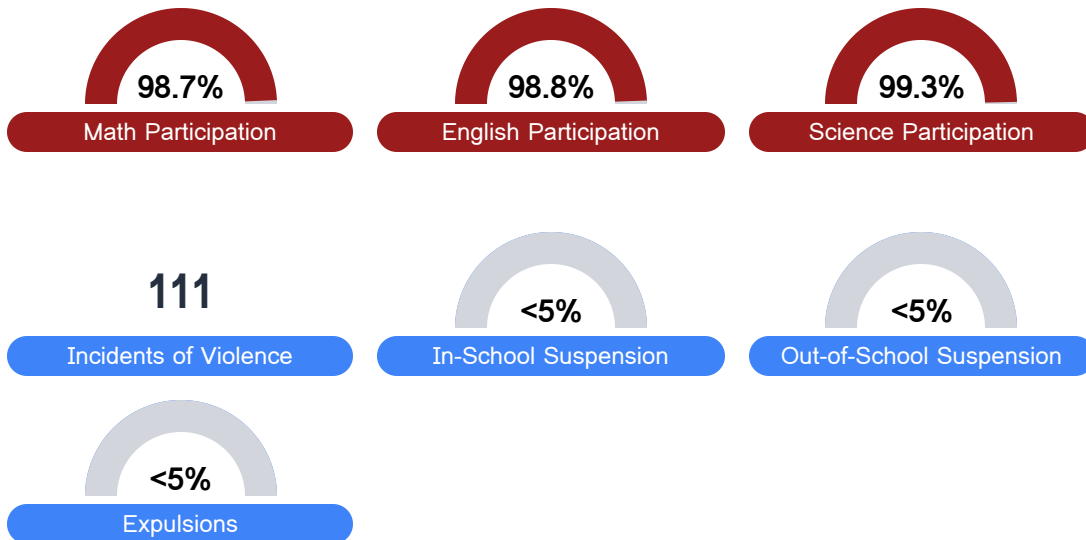 98.7%
Math Participation
98.8%
English Participation
99.3%
Science Participation
111
Incidents of Violence
<5%
In-School Suspension
<5%
Out-of-School Suspension
<5%
Expulsions